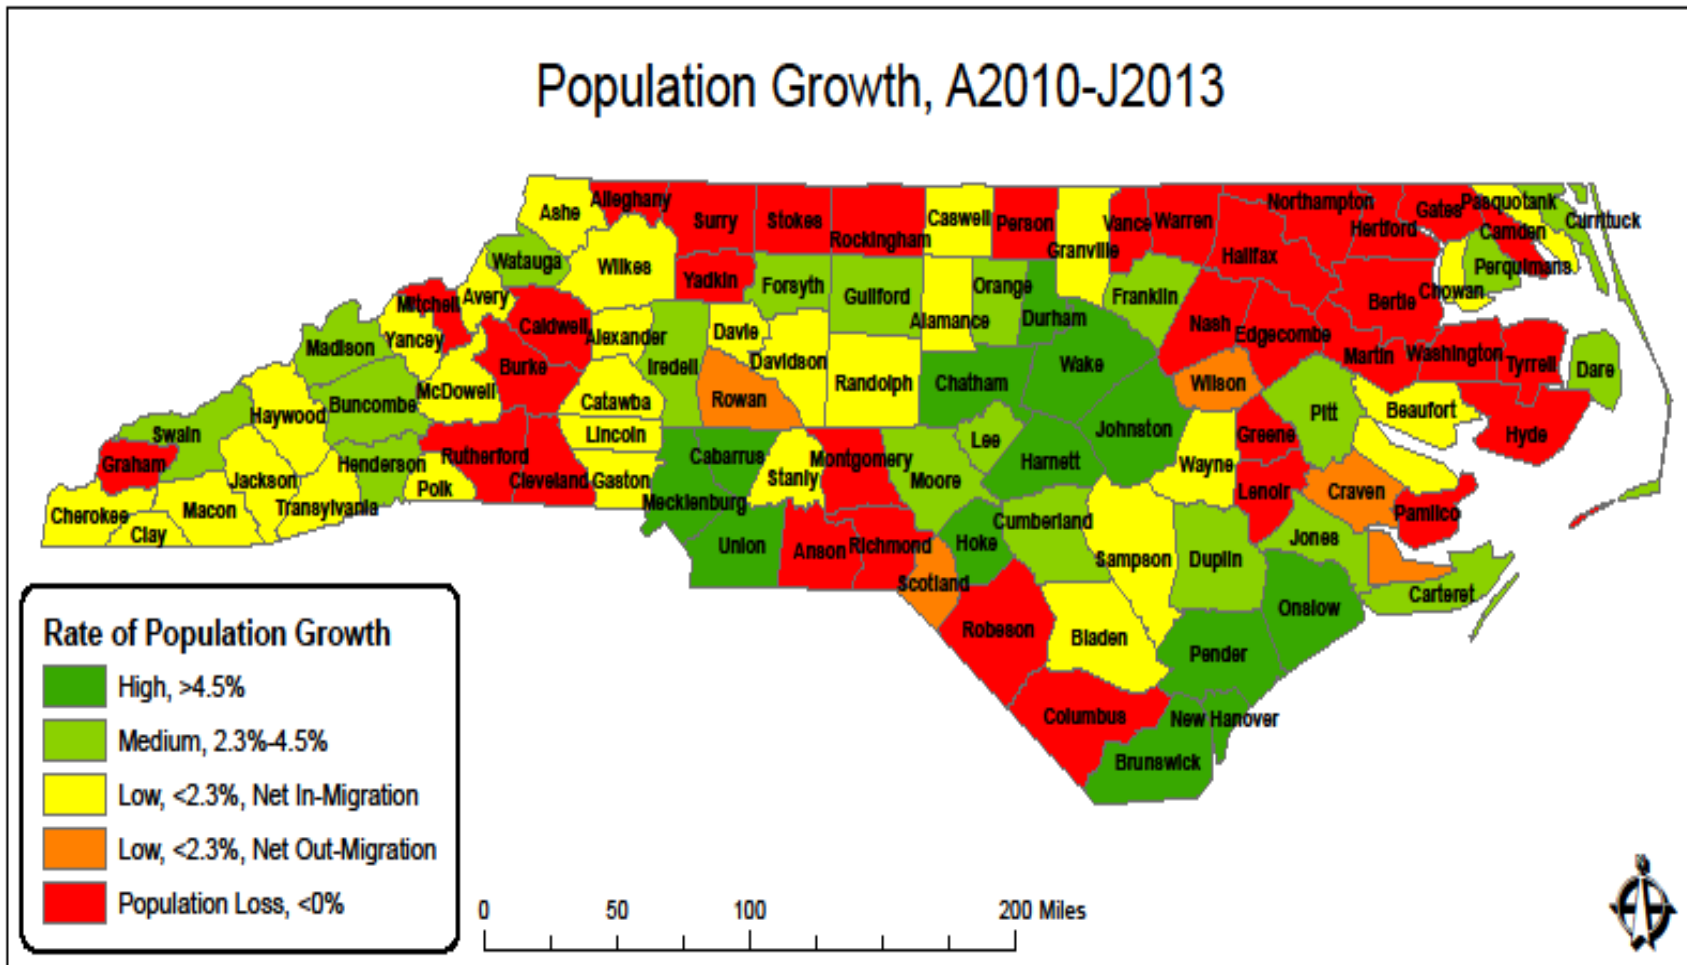 Population Growth, A2010-J2013
Ashe
Alleghany
Surry
Stokes
Rockingham
Caswell
Person
Granville
Vance
Warren
Northampton
Hertford
Gates
Pasquotank
Camden
Currituck
Halifax
Watauga
Wilkes
Yadkin
Forsyth
Guilford
Alamance
Orange
Durham
Franklin
Nash
Edgecombe
Bertie
Chowan
Perquimans
Mitchell
Avery
Caldwell
Yancey
Alexander
Davie
Iredell
Davidson
Madison
Burke
McDowell
Catawba
Rowan
Randolph
Chatham
Wake
Wilson
Martin
Washington
Tyrrell
Dare
Buncombe
Haywood
Swain
Graham
Lincoln
Lee
Johnston
Greene
Pitt
Beaufort
Hyde
Rutherford
Cabarrus
Montgomery
Harnett
Wayne
Henderson
Polk
Cleveland
Gaston
Stanly
Moore
Lenoir
Craven
Pamlico
Jackson
Macon
Transylvania
Mecklenburg
Cherokee
Clay
Union
Anson
Richmond
Hoke
Cumberland
Sampson
Duplin
Jones
Scotland
Carteret
Onslow
Robeson
Bladen
Pender
Columbus
New Hanover
Brunswick
Rate of Population Growth
High, >4.5%
Medium, 2.3%-4.5%
Low, <2.3%, Net In-Migration
Low, <2.3%, Net Out-Migration
Population Loss, <0%
0 50 100 200 Miles